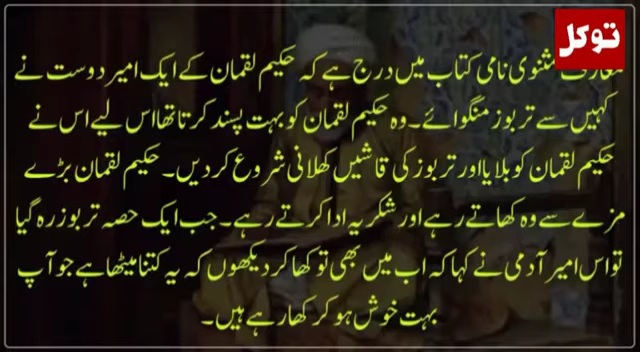 توکل
معارف مثنوی نامی کتاب میں درج ہے کہ حکیم لقمان کے ایک امیر دوست نے
کہیں سے تربوز منگوائے۔ وہ حکیم لقمان کو بہت پسند کرتا تھا اس لیے اس نے
حکیم لقمان کو بلایا اور تربوز کی قاشیں کھلانی شروع کر دیں۔ حکیم لقمان بڑے
مزے سے وہ کھاتے رہے اور شکریہ ادا کرتے رہے۔ جب ایک حصہ تربوز رہ گیا
تو اس امیر آدمی نے کہا کہ اب میں بھی تو کھا کر دیکھوں کہ یہ کتنا میٹھا ہے جو آپ
بہت خوش ہو کر کھا رہے ہیں۔